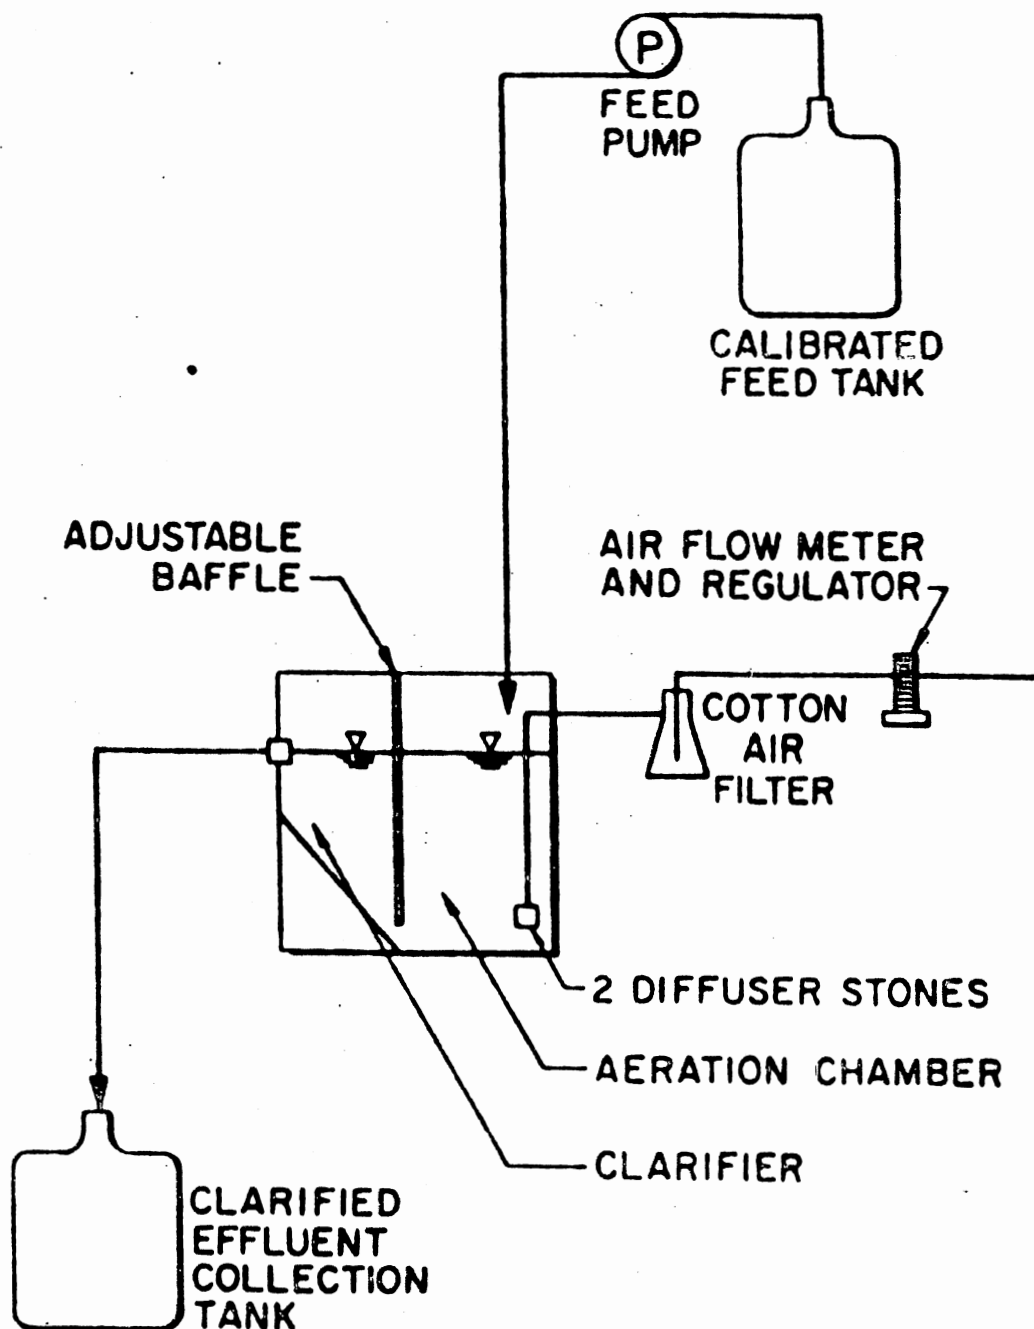 P
FEED
PUMP
CALIBRATED
FEED TANK
ADJUSTABLE
BAFFLE
AIR FLOW METER
AND REGULATOR
COTTON
AIR
FILTER
2 DIFFUSER STONES
AERATION CHAMBER
CLARIFIER
CLARIFIED
EFFLUENT
COLLECTION
TANK